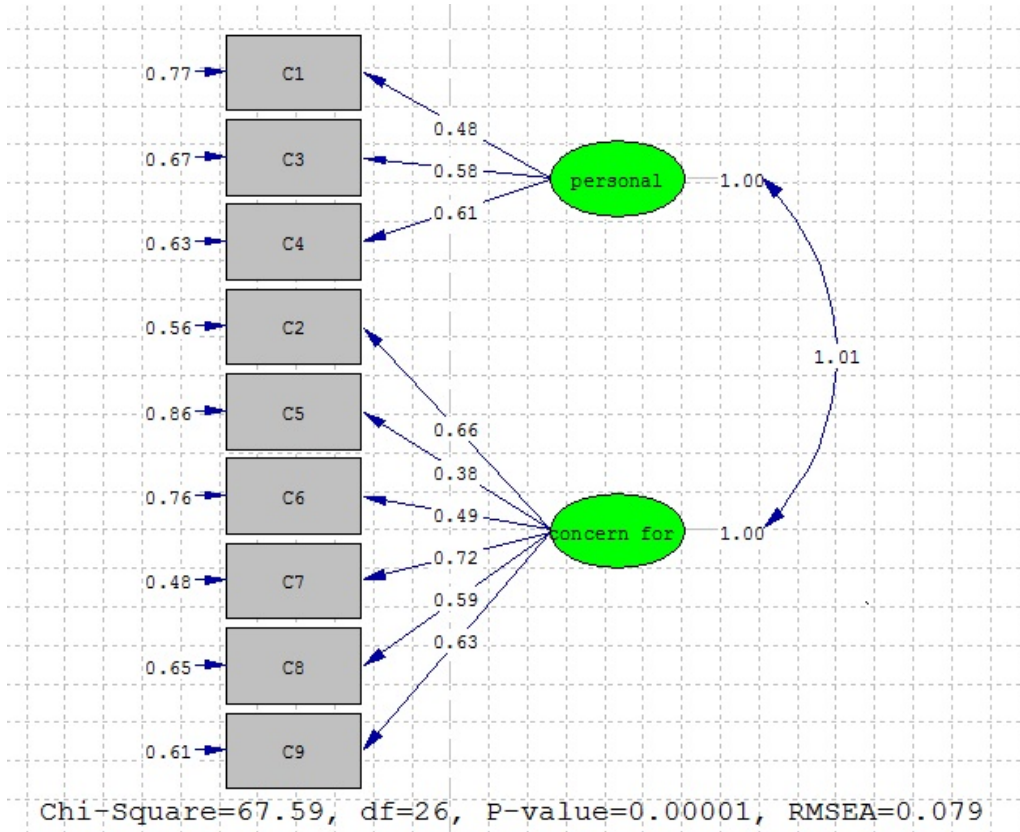 0.77 C1
0.48
0.67 C3
0.58
personal 1.00
0.61
0.63 C4
0.56 C2
1.01
0.86 C5
0.66
0.38
0.76 C6
0.49
concern for 1.00
0.72
0.48 C7
0.59
0.65 C8
0.63
0.61 C9
Chi-Square=67.59, df=26, P-value=0.00001, RMSEA=0.079